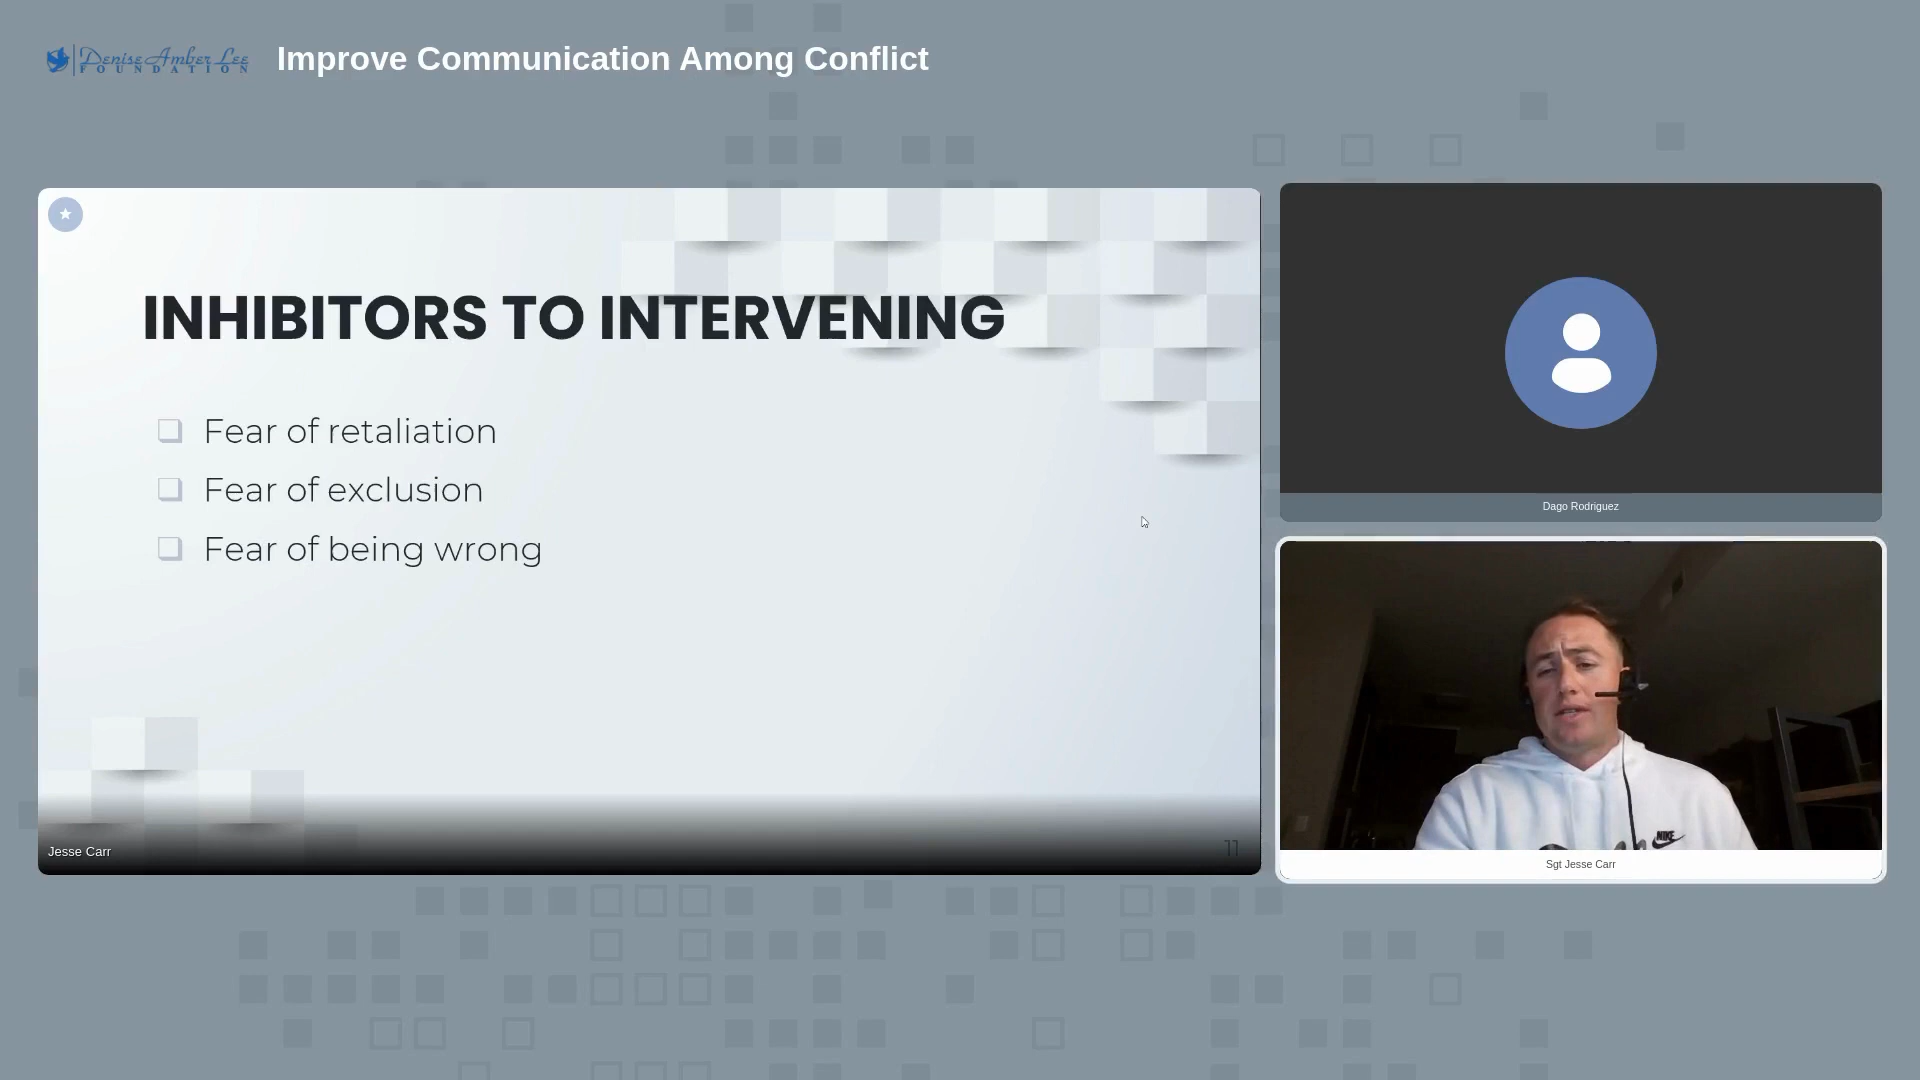 Denise Amber Lee
FOUNDATION
Improve Communication Among Conflict
INHIBITORS TO INTERVENING
Fear of retaliation
Fear of exclusion
Fear of being wrong
Jesse Carr
11
Dago Rodriguez
NIKE
Sgt Jesse Carr